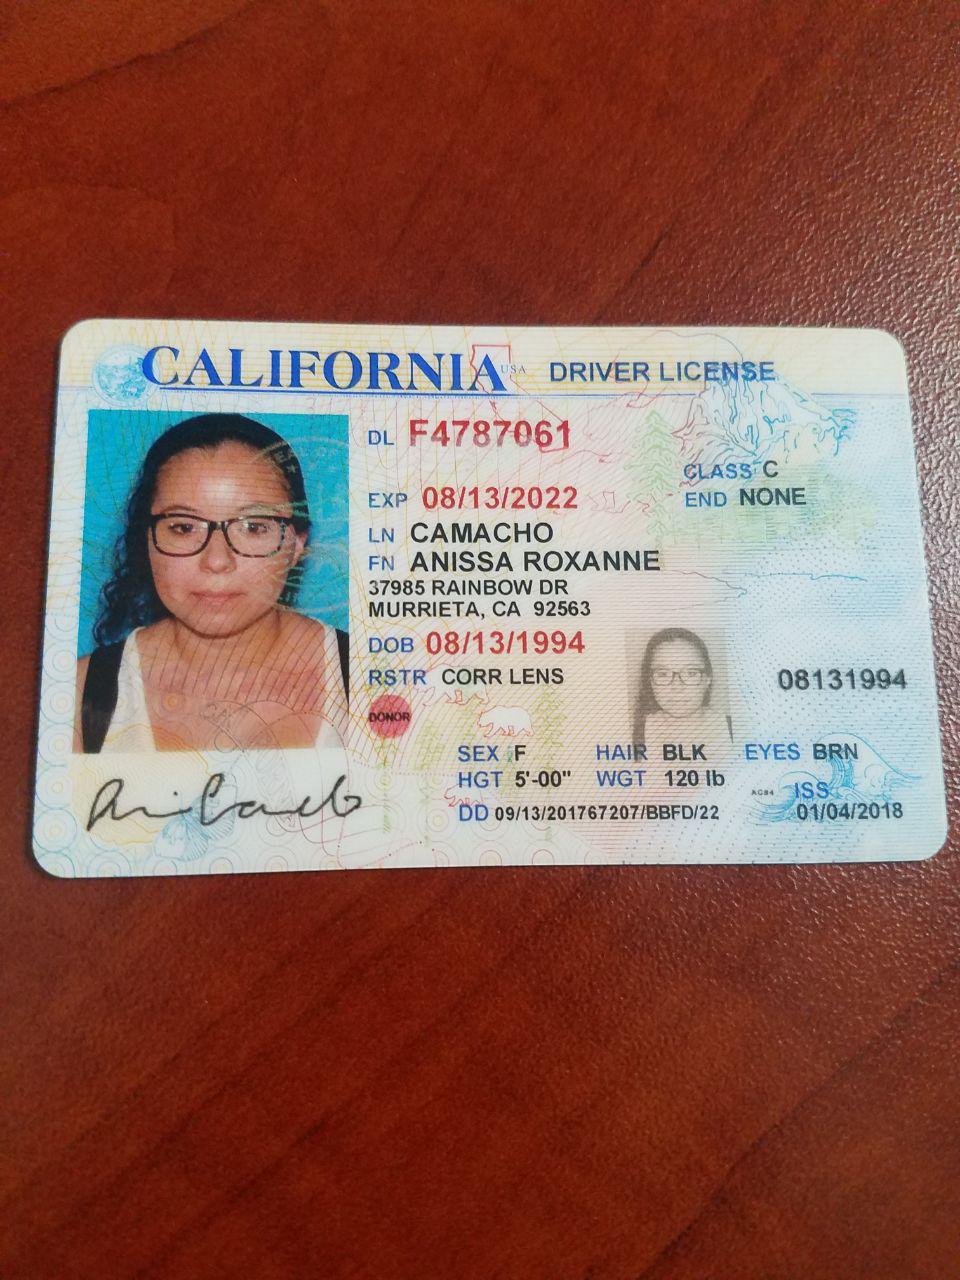 CALIFORNIA USA DRIVER LICENSE
DL F4787061
CLASS C
EXP 08/13/2022
END NONE
LN CAMACHO
FN ANISSA ROXANNE
37985 RAINBOW DR
MURRIETA, CA 92563
DOB 08/13/1994
RSTR CORR LENS
08131994
DONOR
SEX F HAIR BLK EYES BRN
HGT 5'-00" WGT 120 lb
ISS
DD 09/13/201767207/BBFD/22
01/04/2018